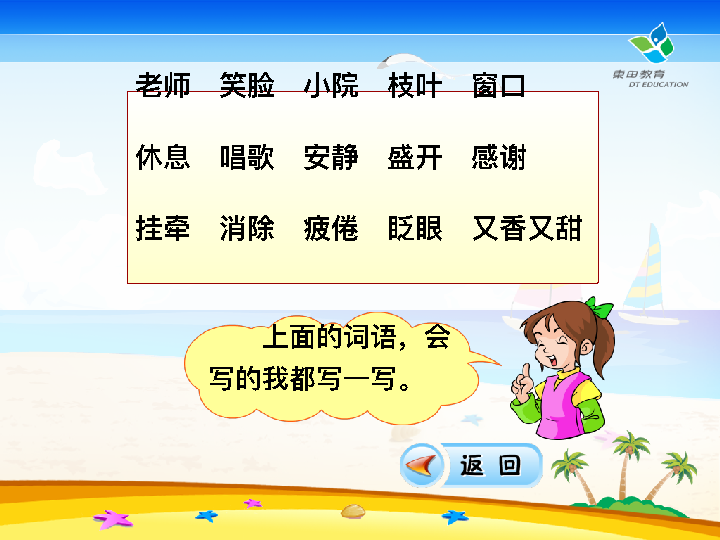 東田教育
DT EDUCATION
老师 笑脸 小院 枝叶 窗口
休息 唱歌 安静 盛开 感谢
挂牵 消除 疲倦 眨眼 又香又甜
上面的词语，会
写的我都写一写。
返回